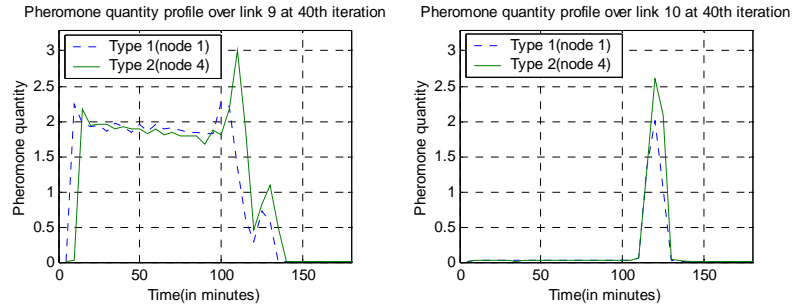 Pheromone quantity profile over link 9 at 40th iteration
Type 1(node 1)
Type 2(node 4)
Pheromone quantity
3
2.5
2
1.5
1
0.5
0
0
50
100
150
Time(in minutes)
Pheromone quantity profile over link 10 at 40th iteration
Type 1(node 1)
Type 2(node 4)
Pheromone quantity
3
2.5
2
1.5
1
0.5
0
0
50
100
150
Time(in minutes)